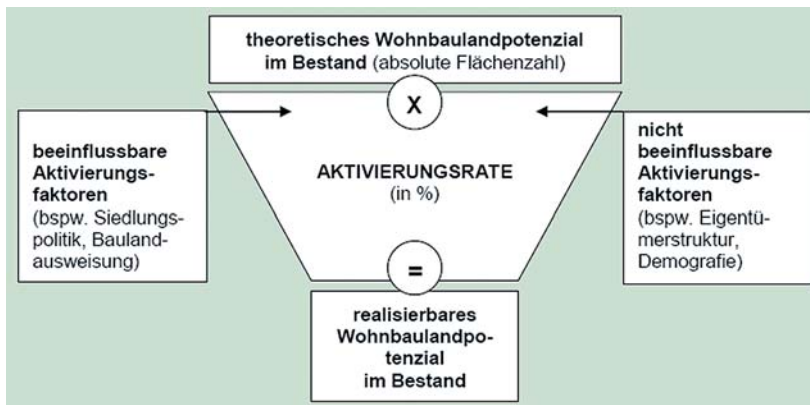 theoretisches Wohnbaulandpotenzial
im Bestand (absolute Flächenzahl)
X
beeinflussbare
Aktivierungs-
faktoren
(bspw. Siedlungs-
politik, Bauland-
ausweisung)
AKTIVIERUNGSRATE
(in %)
nicht
beeinflussbare
Aktivierungs-
faktoren
(bspw. Eigentü-
merstruktur,
Demografie)
=
realisierbares
Wohnbaulandpo-
tenzial
im Bestand